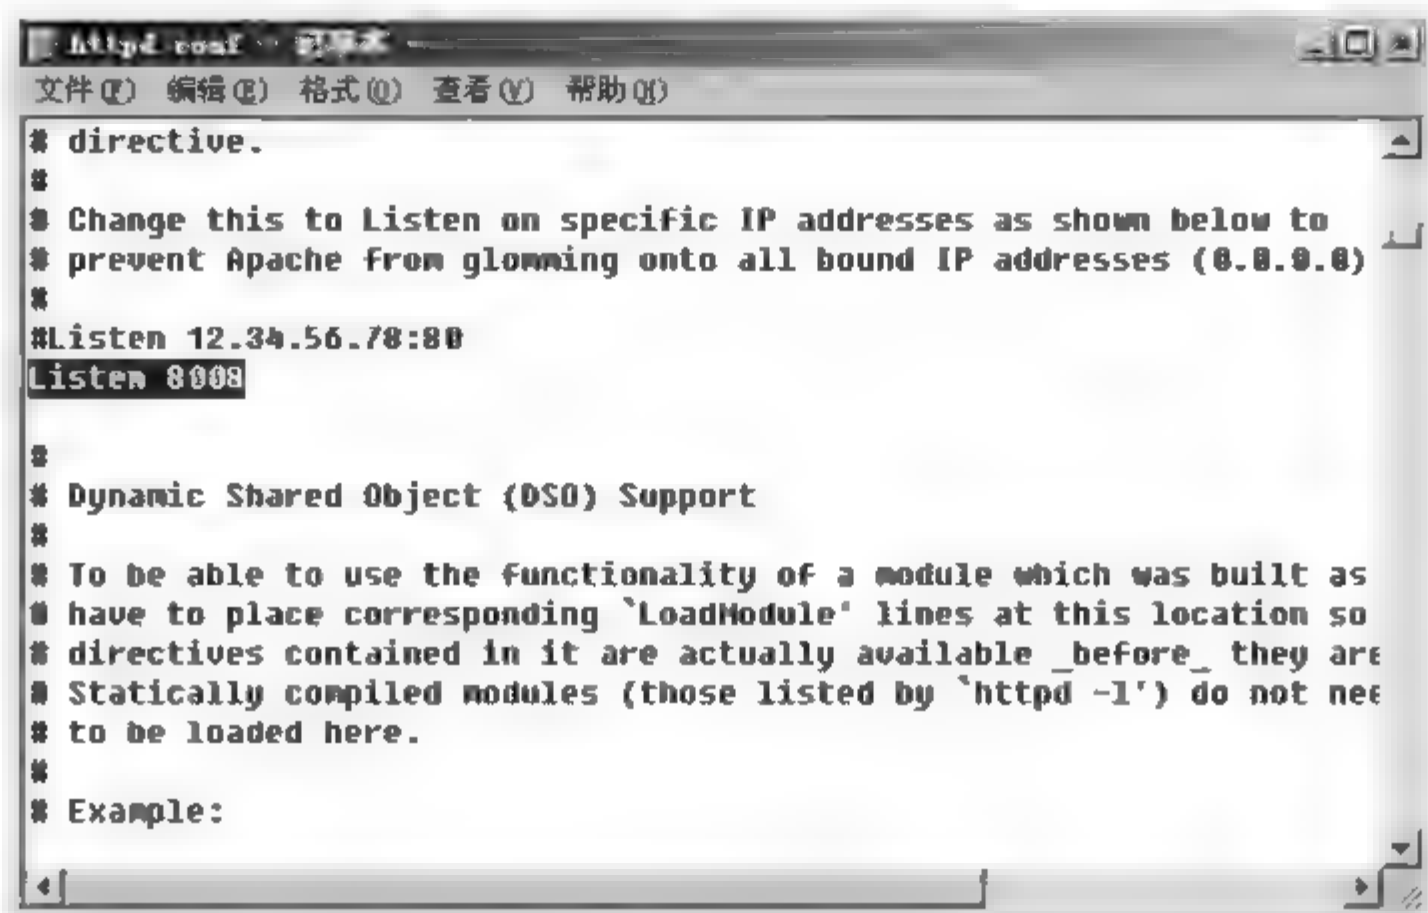 httpd.conf - 记事本
文件(F) 编辑(E) 格式(O) 查看(V) 帮助(H)
# directive.
#
# Change this to Listen on specific IP addresses as shown below to
# prevent Apache from glomming onto all bound IP addresses (0.0.0.0)
#
#Listen 12.34.56.78:80
Listen 8008
#
# Dynamic Shared Object (DSO) Support
#
# To be able to use the functionality of a module which was built as
# have to place corresponding `LoadModule' lines at this location so
# directives contained in it are actually available _before_ they are
# Statically compiled modules (those listed by `httpd -l') do not nee
# to be loaded here.
#
# Example: